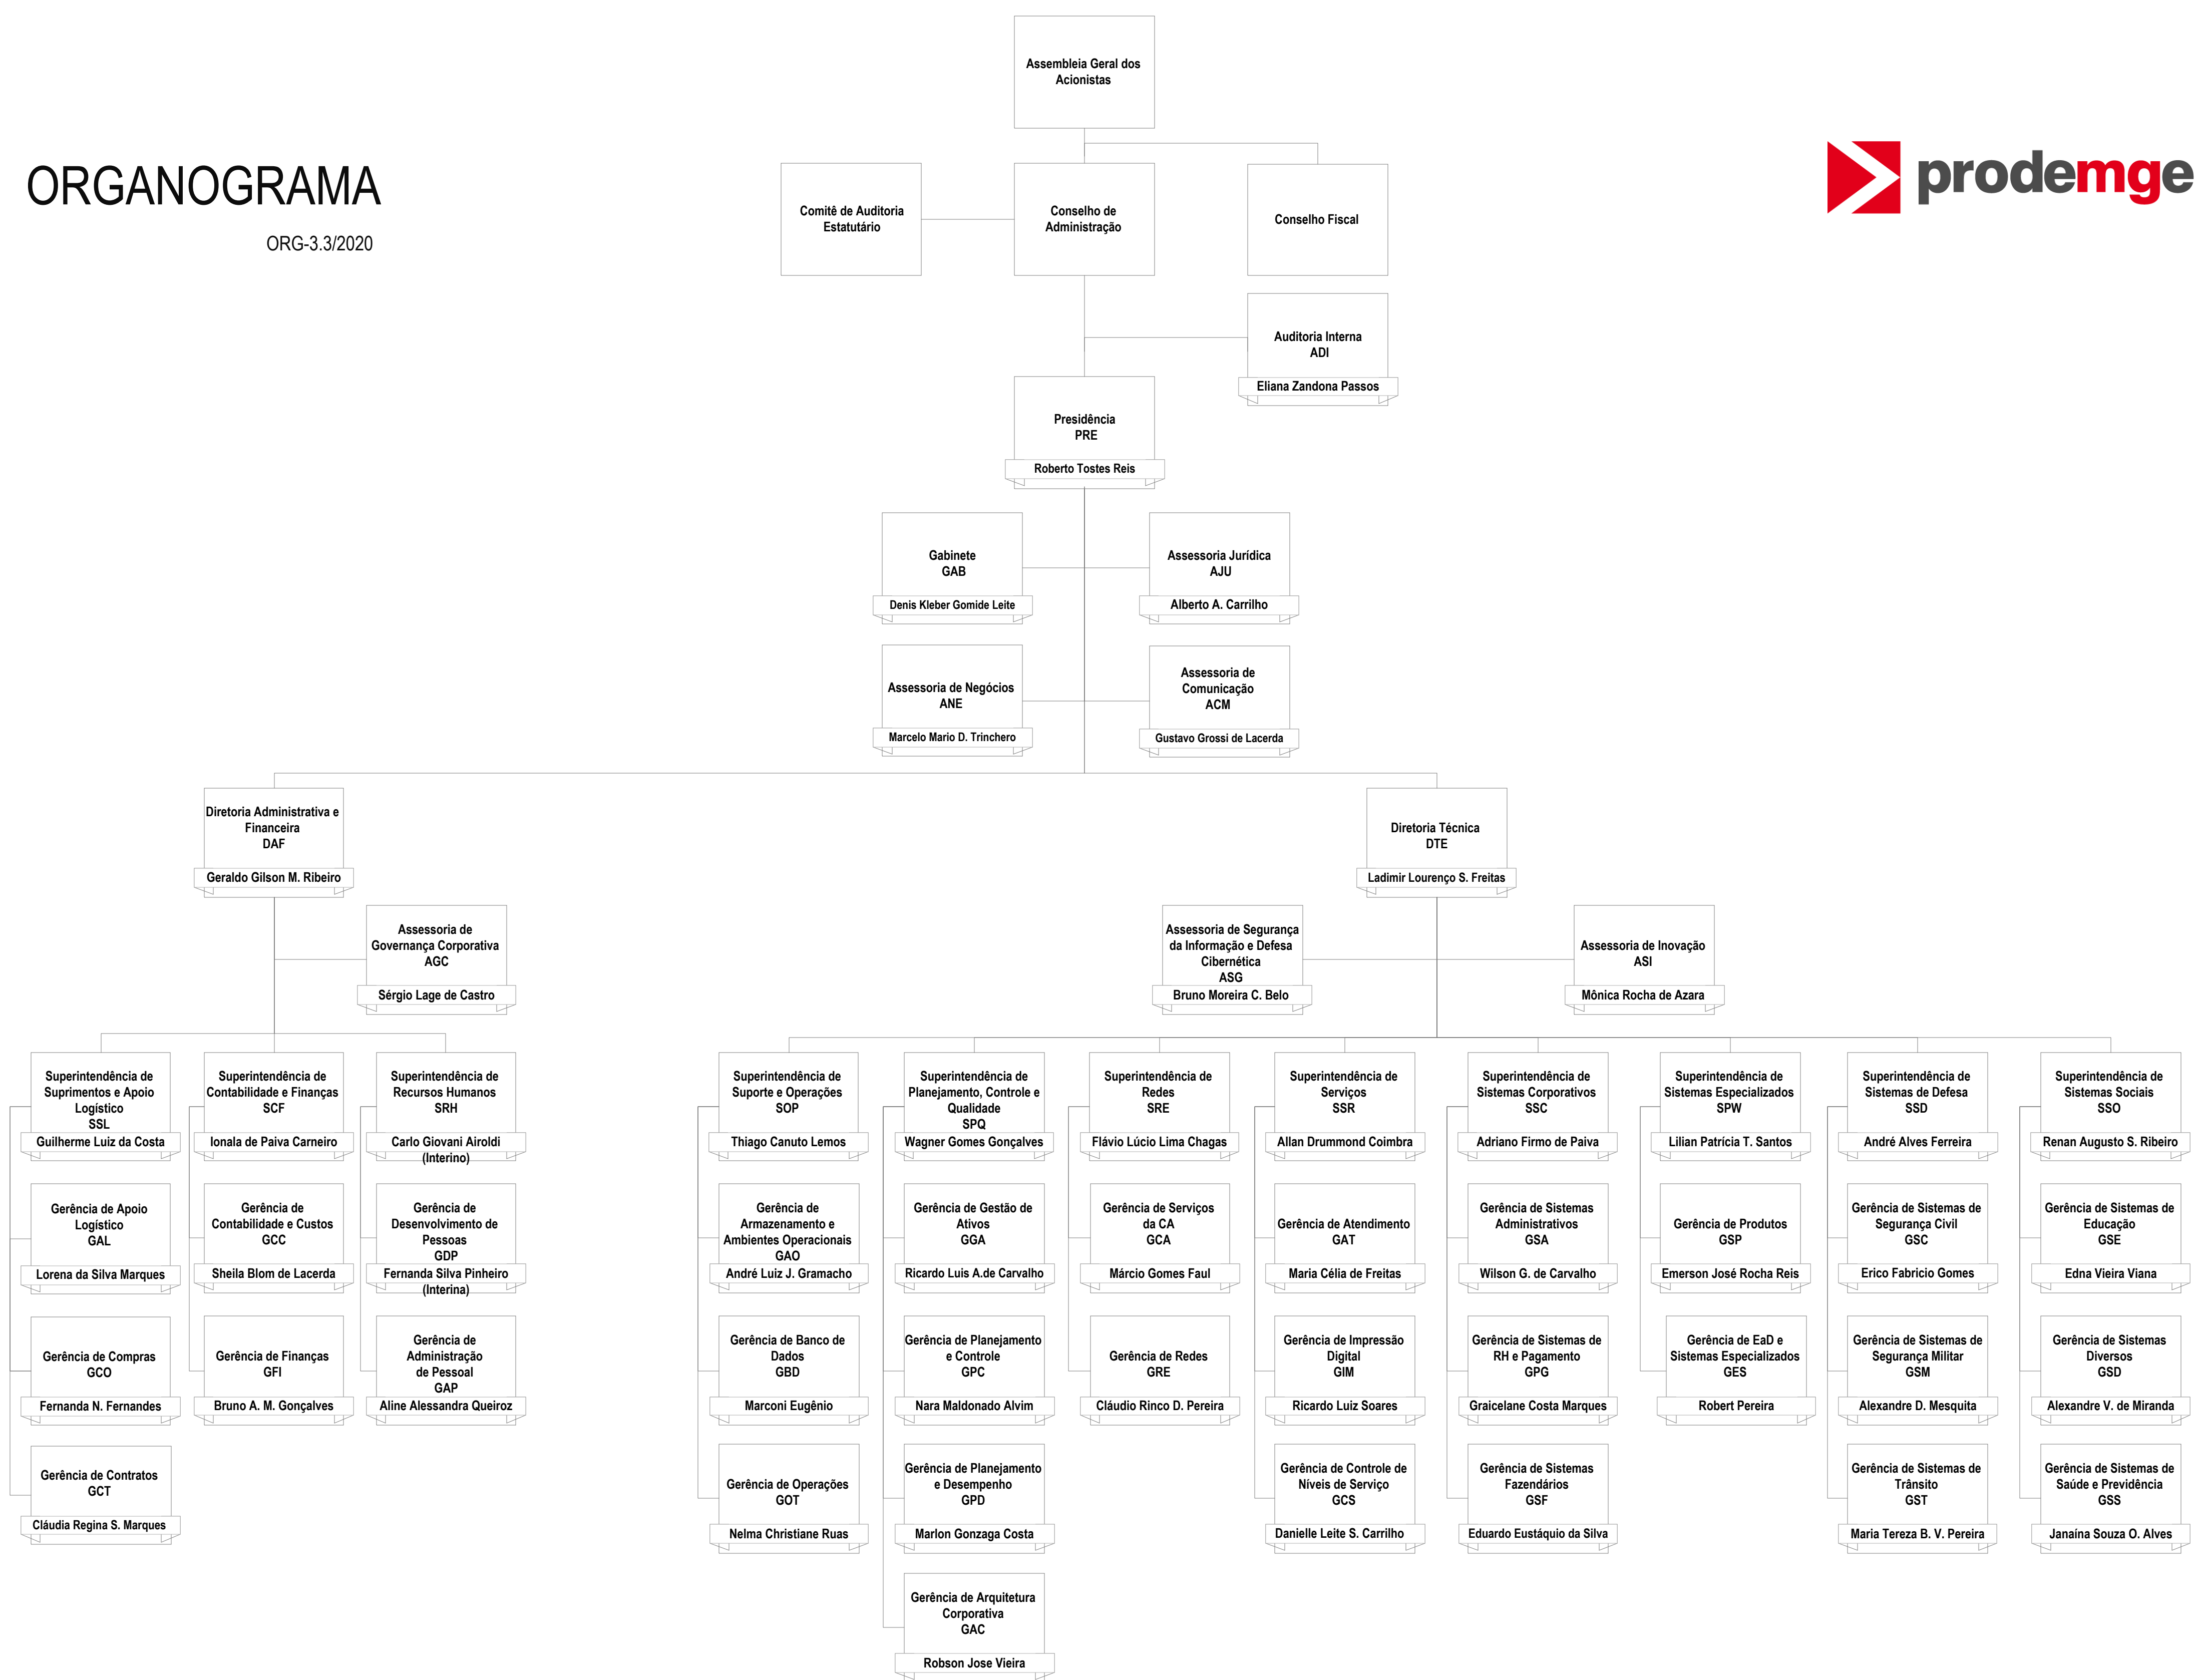 Assembleia Geral dos
Acionistas
ORGANOGRAMA
ORG-3.3/2020
prodemge
Comitê de Auditoria
Estatutário
Conselho de
Administração
Conselho Fiscal
Auditoria Interna
ADI
Eliana Zandona Passos
Presidência
PRE
Roberto Tostes Reis
Gabinete
GAB
Denis Kleber Gomide Leite
Assessoria Jurídica
AJU
Alberto A. Carrilho
Assessoria de Negócios
ANE
Marcelo Mario D. Trinchero
Assessoria de
Comunicação
ACM
Gustavo Grossi de Lacerda
Diretoria Administrativa e
Financeira
DAF
Geraldo Gilson M. Ribeiro
Diretoria Técnica
DTE
Ladimir Lourenço S. Freitas
Assessoria de
Governança Corporativa
AGC
Sérgio Lage de Castro
Assessoria de Segurança
da Informação e Defesa
Cibernética
ASG
Bruno Moreira C. Belo
Assessoria de Inovação
ASI
Mônica Rocha de Azara
Superintendência de
Suprimentos e Apoio
Logístico
SSL
Guilherme Luiz da Costa
Superintendência de
Contabilidade e Finanças
SCF
Ionala de Paiva Carneiro
Superintendência de
Recursos Humanos
SRH
Carlo Giovani Airoldi
(Interino)
Superintendência de
Suporte e Operações
SOP
Thiago Canuto Lemos
Superintendência de
Planejamento, Controle e
Qualidade
SPQ
Wagner Gomes Gonçalves
Superintendência de
Redes
SRE
Flávio Lúcio Lima Chagas
Superintendência de
Serviços
SSR
Allan Drummond Coimbra
Superintendência de
Sistemas Corporativos
SSC
Adriano Firmo de Paiva
Superintendência de
Sistemas Especializados
SPW
Lilian Patrícia T. Santos
Superintendência de
Sistemas de Defesa
SSD
André Alves Ferreira
Superintendência de
Sistemas Sociais
SSO
Renan Augusto S. Ribeiro
Gerência de Apoio
Logístico
GAL
Lorena da Silva Marques
Gerência de
Contabilidade e Custos
GCC
Sheila Blom de Lacerda
Gerência de
Desenvolvimento de
Pessoas
GDP
Fernanda Silva Pinheiro
(Interina)
Gerência de
Armazenamento e
Ambientes Operacionais
GAO
André Luiz J. Gramacho
Gerência de Gestão de
Ativos
GGA
Ricardo Luis A.de Carvalho
Gerência de Serviços
da CA
GCA
Márcio Gomes Faul
Gerência de Atendimento
GAT
Maria Célia de Freitas
Gerência de Sistemas
Administrativos
GSA
Wilson G. de Carvalho
Gerência de Produtos
GSP
Emerson José Rocha Reis
Gerência de Sistemas de
Segurança Civil
GSC
Erico Fabricio Gomes
Gerência de Sistemas de
Educação
GSE
Edna Vieira Viana
Gerência de Compras
GCO
Fernanda N. Fernandes
Gerência de Finanças
GFI
Bruno A. M. Gonçalves
Gerência de
Administração
de Pessoal
GAP
Aline Alessandra Queiroz
Gerência de Banco de
Dados
GBD
Marconi Eugênio
Gerência de Planejamento
e Controle
GPC
Nara Maldonado Alvim
Gerência de Redes
GRE
Cláudio Rinco D. Pereira
Gerência de Impressão
Digital
GIM
Ricardo Luiz Soares
Gerência de Sistemas de
RH e Pagamento
GPG
Graicelane Costa Marques
Gerência de EaD e
Sistemas Especializados
GES
Robert Pereira
Gerência de Sistemas de
Segurança Militar
GSM
Alexandre D. Mesquita
Gerência de Sistemas
Diversos
GSD
Alexandre V. de Miranda
Gerência de Contratos
GCT
Cláudia Regina S. Marques
Gerência de Operações
GOT
Nelma Christiane Ruas
Gerência de Planejamento
e Desempenho
GPD
Marlon Gonzaga Costa
Gerência de Controle de
Níveis de Serviço
GCS
Danielle Leite S. Carrilho
Gerência de Sistemas
Fazendários
GSF
Eduardo Eustáquio da Silva
Gerência de Sistemas de
Trânsito
GST
Maria Tereza B. V. Pereira
Gerência de Sistemas de
Saúde e Previdência
GSS
Janaína Souza O. Alves
Gerência de Arquitetura
Corporativa
GAC
Robson Jose Vieira